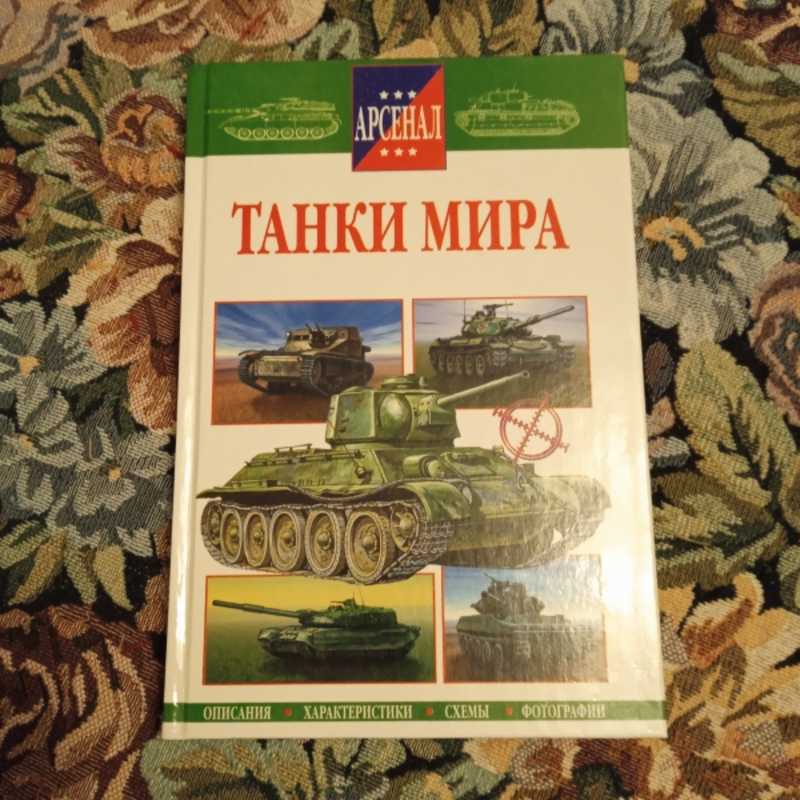 АРСЕНАЛ
ТАНКИ МИРА
ОПИСАНИЯ • ХАРАКТЕРИСТИКИ • СХЕМЫ • ФОТОГРАФИИ